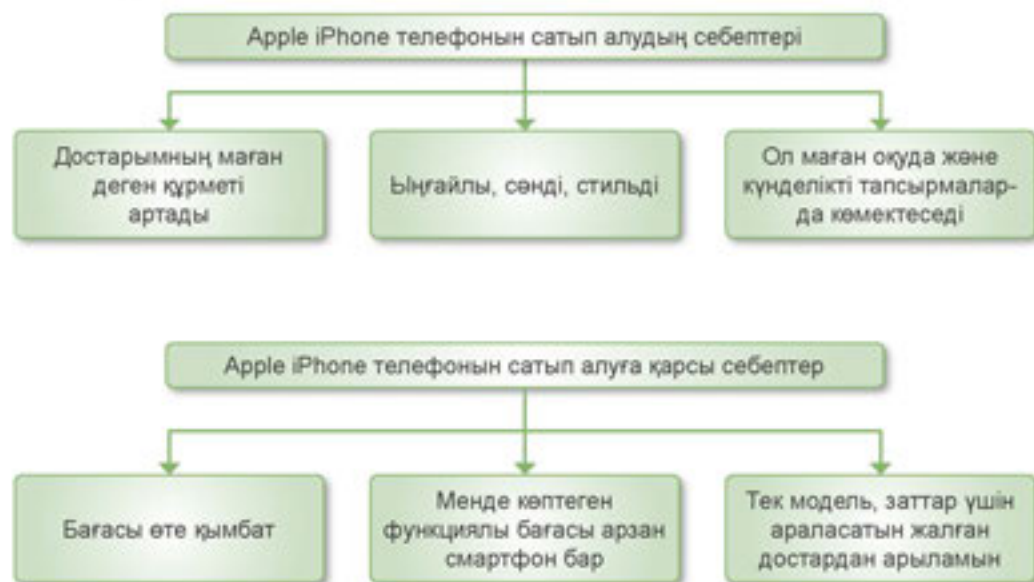 Apple iPhone телефонын сатып алудың себептері
Достарымның маған
деген құрметі
артады
Ыңғайлы, сәнді, стильді
Ол маған оқуда және
күнделікті тапсырмалар-
да көмектеседі
Apple iPhone телефонын сатып алуға қарсы себептер
Бағасы өте қымбат
Менде көптеген
функциялы бағасы арзан
смартфон бар
Тек модель, заттар үшін
араласатын жалған
достардан арыламын